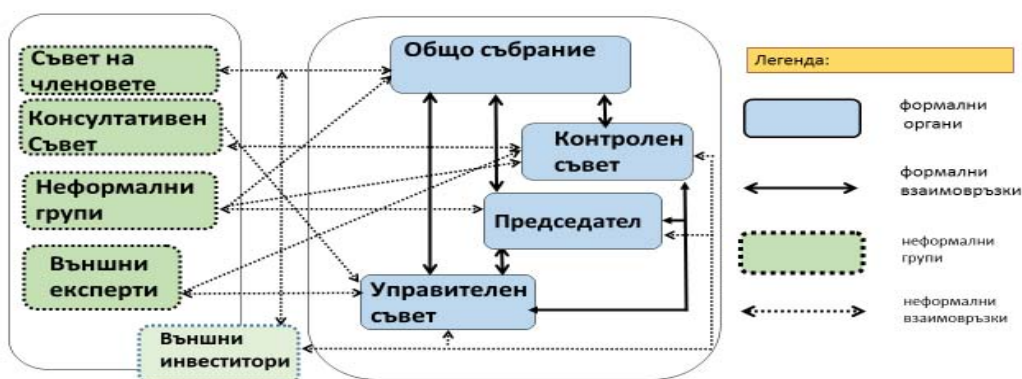 Съвет на
членовете
Консултативен
Съвет
Неформални
групи
Външни
експерти
Външни
инвеститори
Общо събрание
Контролен
съвет
Председател
Управителен
съвет
Легенда:
формални
органи
формални
взаимовръзки
неформални
групи
неформални
взаимовръзки